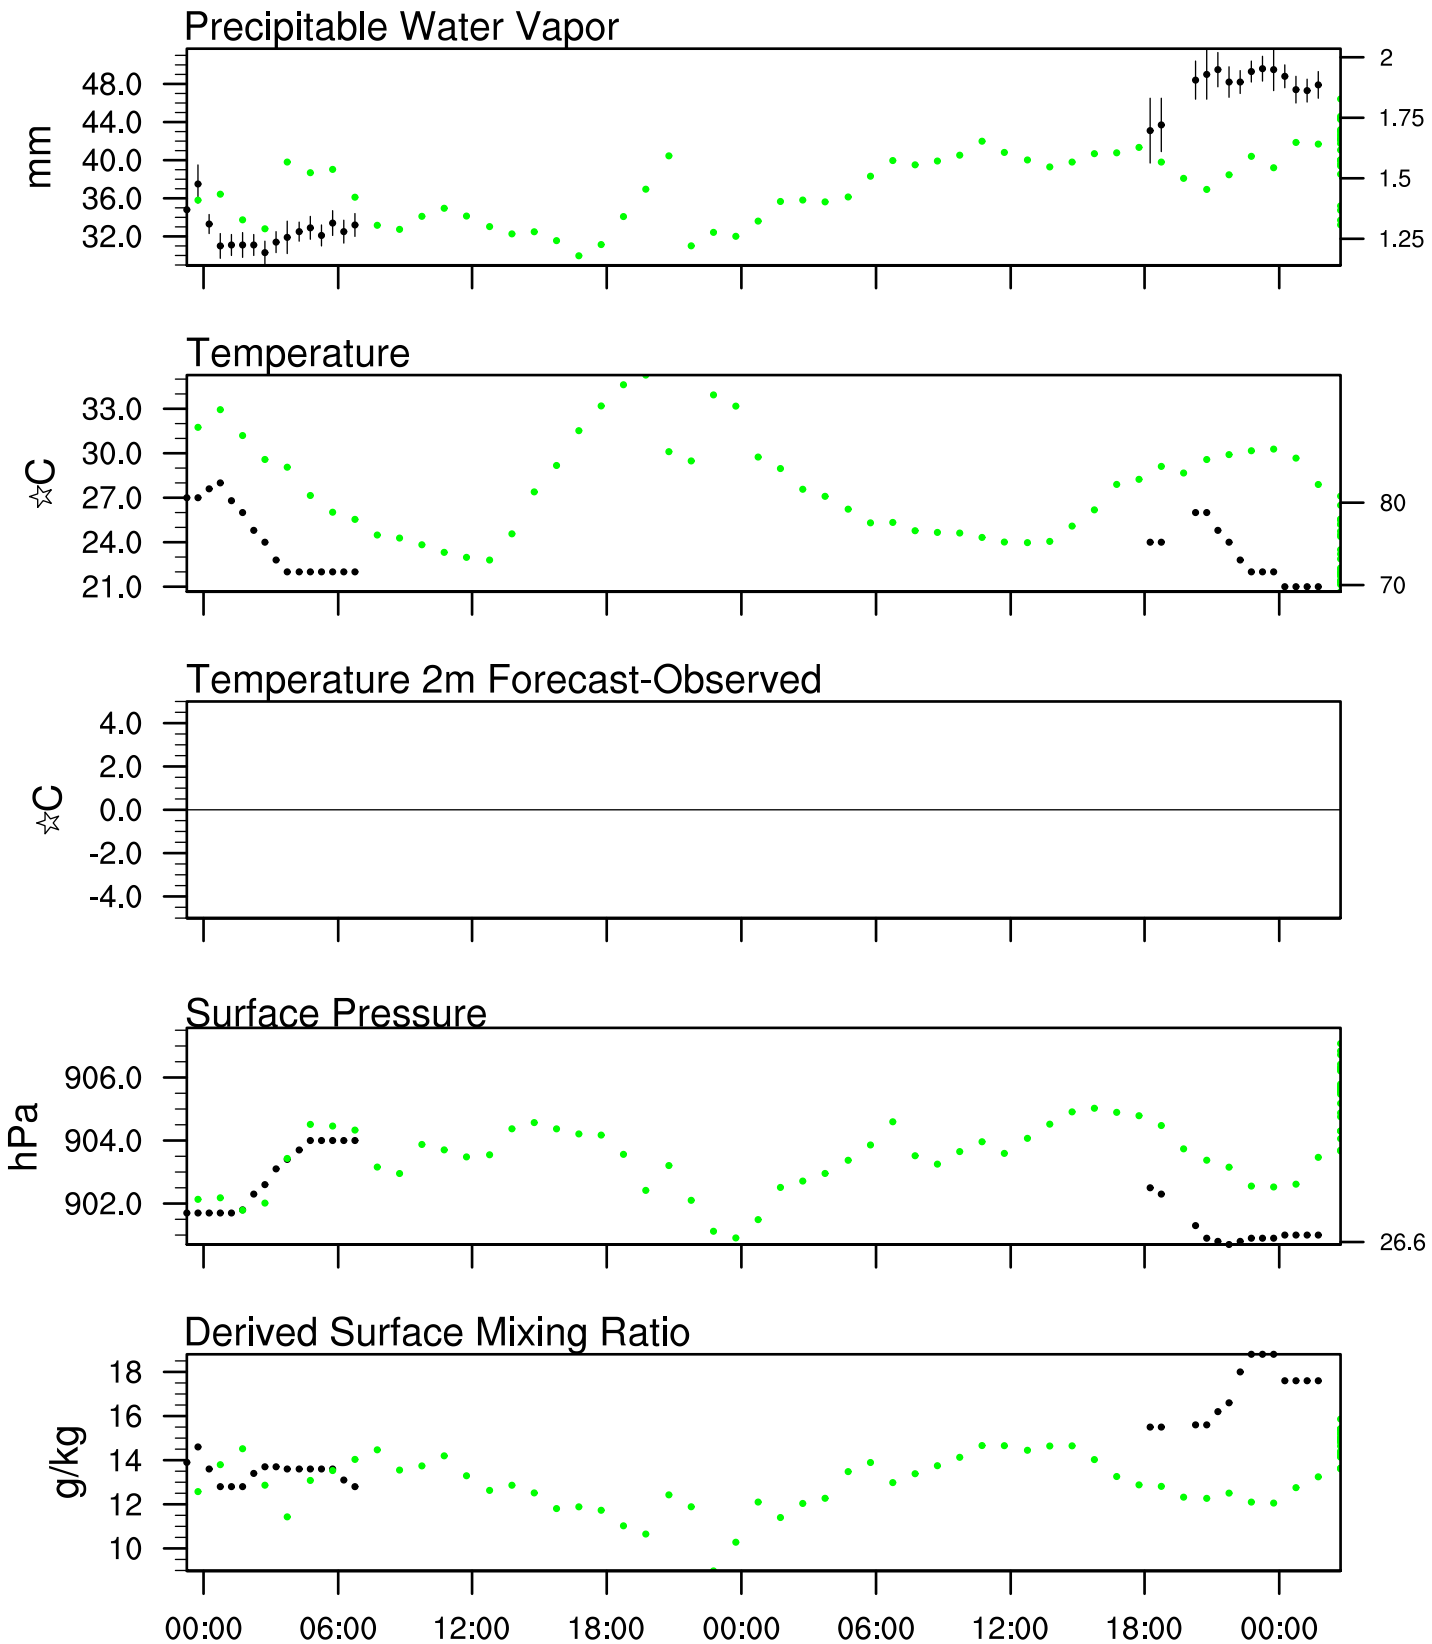 Precipitable Water Vapor
mm
48.0
44.0
40.0
36.0
32.0
2
1.75
1.5
1.25
Temperature
☆C
33.0
30.0
27.0
24.0
21.0
80
70
Temperature 2m Forecast-Observed
☆C
4.0
2.0
0.0
-2.0
-4.0
Surface Pressure
hPa
906.0
904.0
902.0
26.6
Derived Surface Mixing Ratio
g/kg
18
16
14
12
10
00:00 06:00 12:00 18:00 00:00 06:00 12:00 18:00 00:00